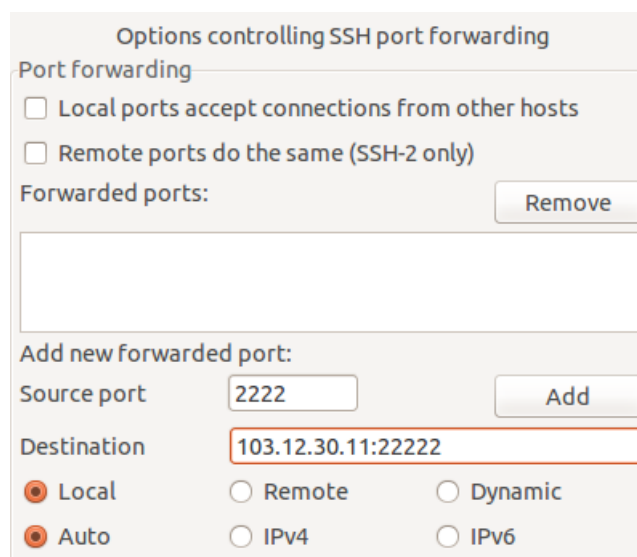 Options controlling SSH port forwarding
Port forwarding
Local ports accept connections from other hosts
Remote ports do the same (SSH-2 only)
Forwarded ports:
Remove
Add new forwarded port:
Source port 2222 Add
Destination 103.12.30.11:22222
Local Remote Dynamic
Auto IPv4 IPv6